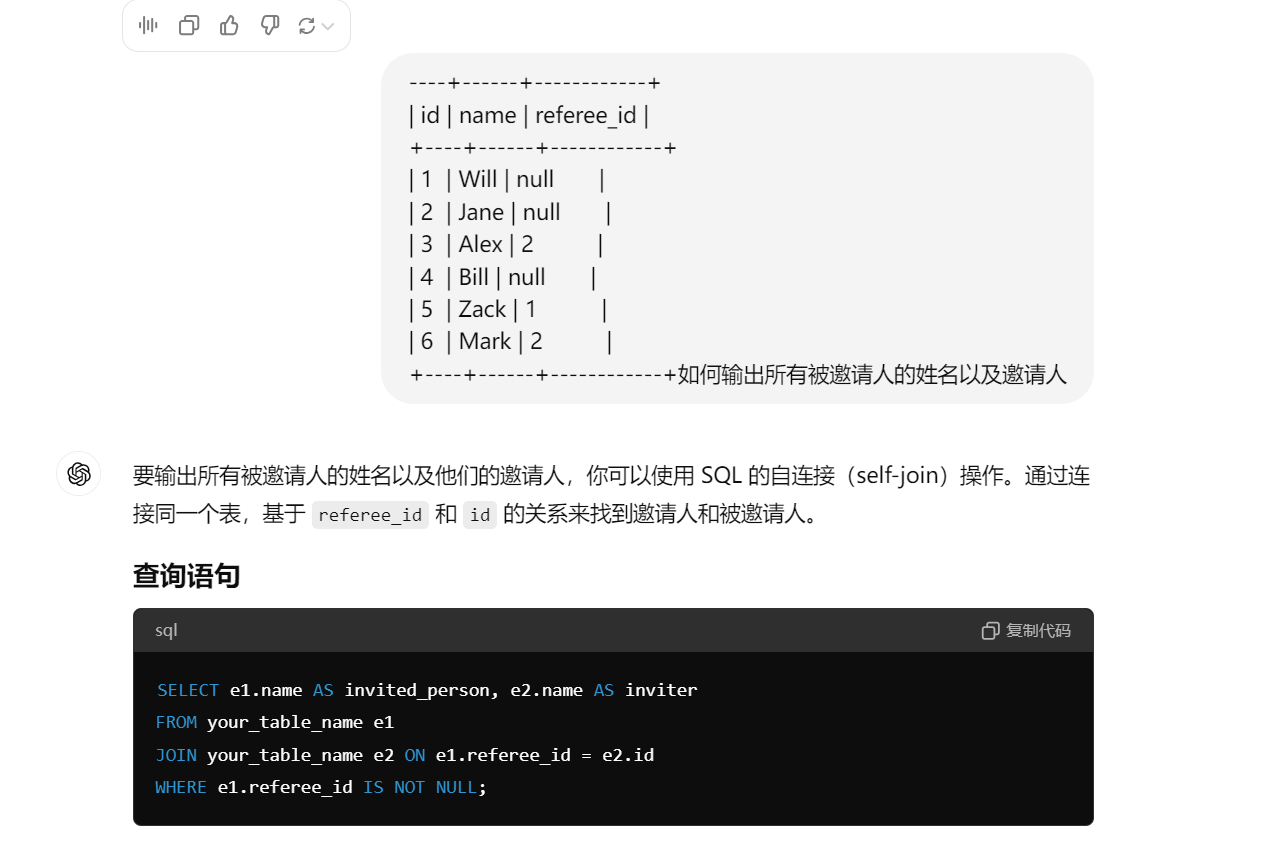 ----+------+------------+
| id | name | referee_id |
+----+------+------------+
| 1  | Will | null       |
| 2  | Jane | null       |
| 3  | Alex | 2          |
| 4  | Bill | null       |
| 5  | Zack | 1          |
| 6  | Mark | 2          |
+----+------+------------+如何输出所有被邀请人的姓名以及邀请人
要输出所有被邀请人的姓名以及他们的邀请人，你可以使用 SQL 的自连接（self-join）操作。通过连
接同一个表，基于 referee_id 和 id 的关系来找到邀请人和被邀请人。
查询语句
sql
复制代码
SELECT e1.name AS invited_person, e2.name AS inviter
FROM your_table_name e1
JOIN your_table_name e2 ON e1.referee_id = e2.id
WHERE e1.referee_id IS NOT NULL;